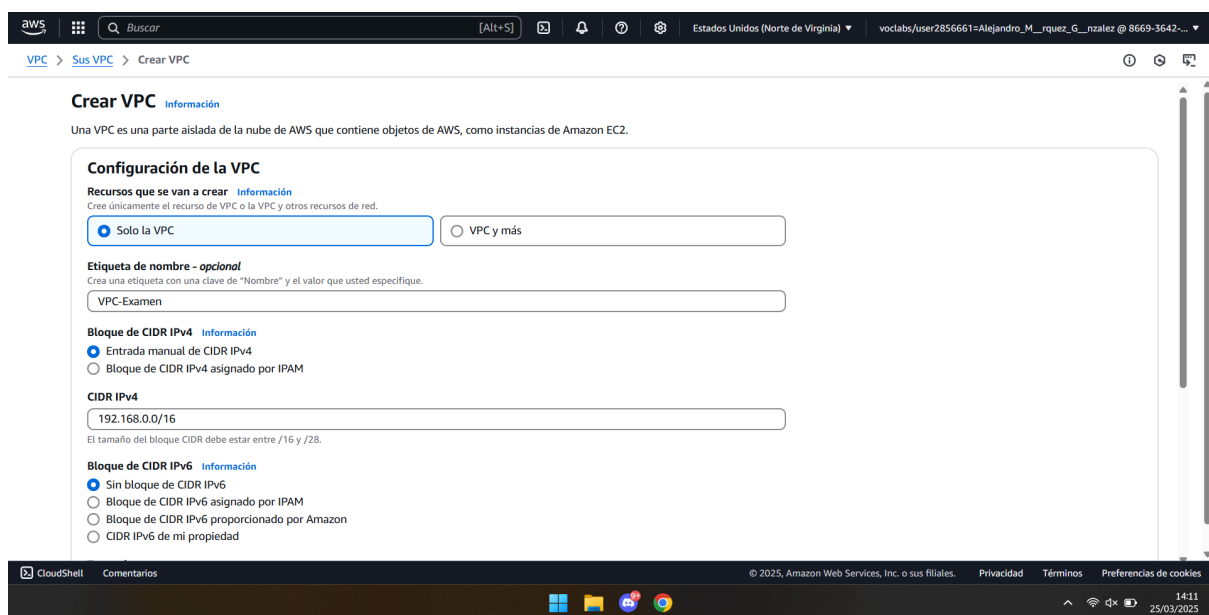 aws
Buscar [Alt+S] Estados Unidos (Norte de Virginia) ▼ voclabs/user2856661=Alejandro_M__rquez_G__nzalez @ 8669-3642-... ▼
VPC > Sus VPC > Crear VPC
Crear VPC Información
Una VPC es una parte aislada de la nube de AWS que contiene objetos de AWS, como instancias de Amazon EC2.
Configuración de la VPC
Recursos que se van a crear Información
Cree únicamente el recurso de VPC o la VPC y otros recursos de red.
Solo la VPC VPC y más
Etiqueta de nombre - opcional
Crea una etiqueta con una clave de "Nombre" y el valor que usted especifique.
VPC-Examen
Bloque de CIDR IPv4 Información
Entrada manual de CIDR IPv4
Bloque de CIDR IPv4 asignado por IPAM
CIDR IPv4
192.168.0.0/16
El tamaño del bloque CIDR debe estar entre /16 y /28.
Bloque de CIDR IPv6 Información
Sin bloque de CIDR IPv6
Bloque de CIDR IPv6 asignado por IPAM
Bloque de CIDR IPv6 proporcionado por Amazon
CIDR IPv6 de mi propiedad
CloudShell Comentarios © 2025, Amazon Web Services, Inc. o sus filiales. Privacidad Términos Preferencias de cookies
14:11
25/03/2025